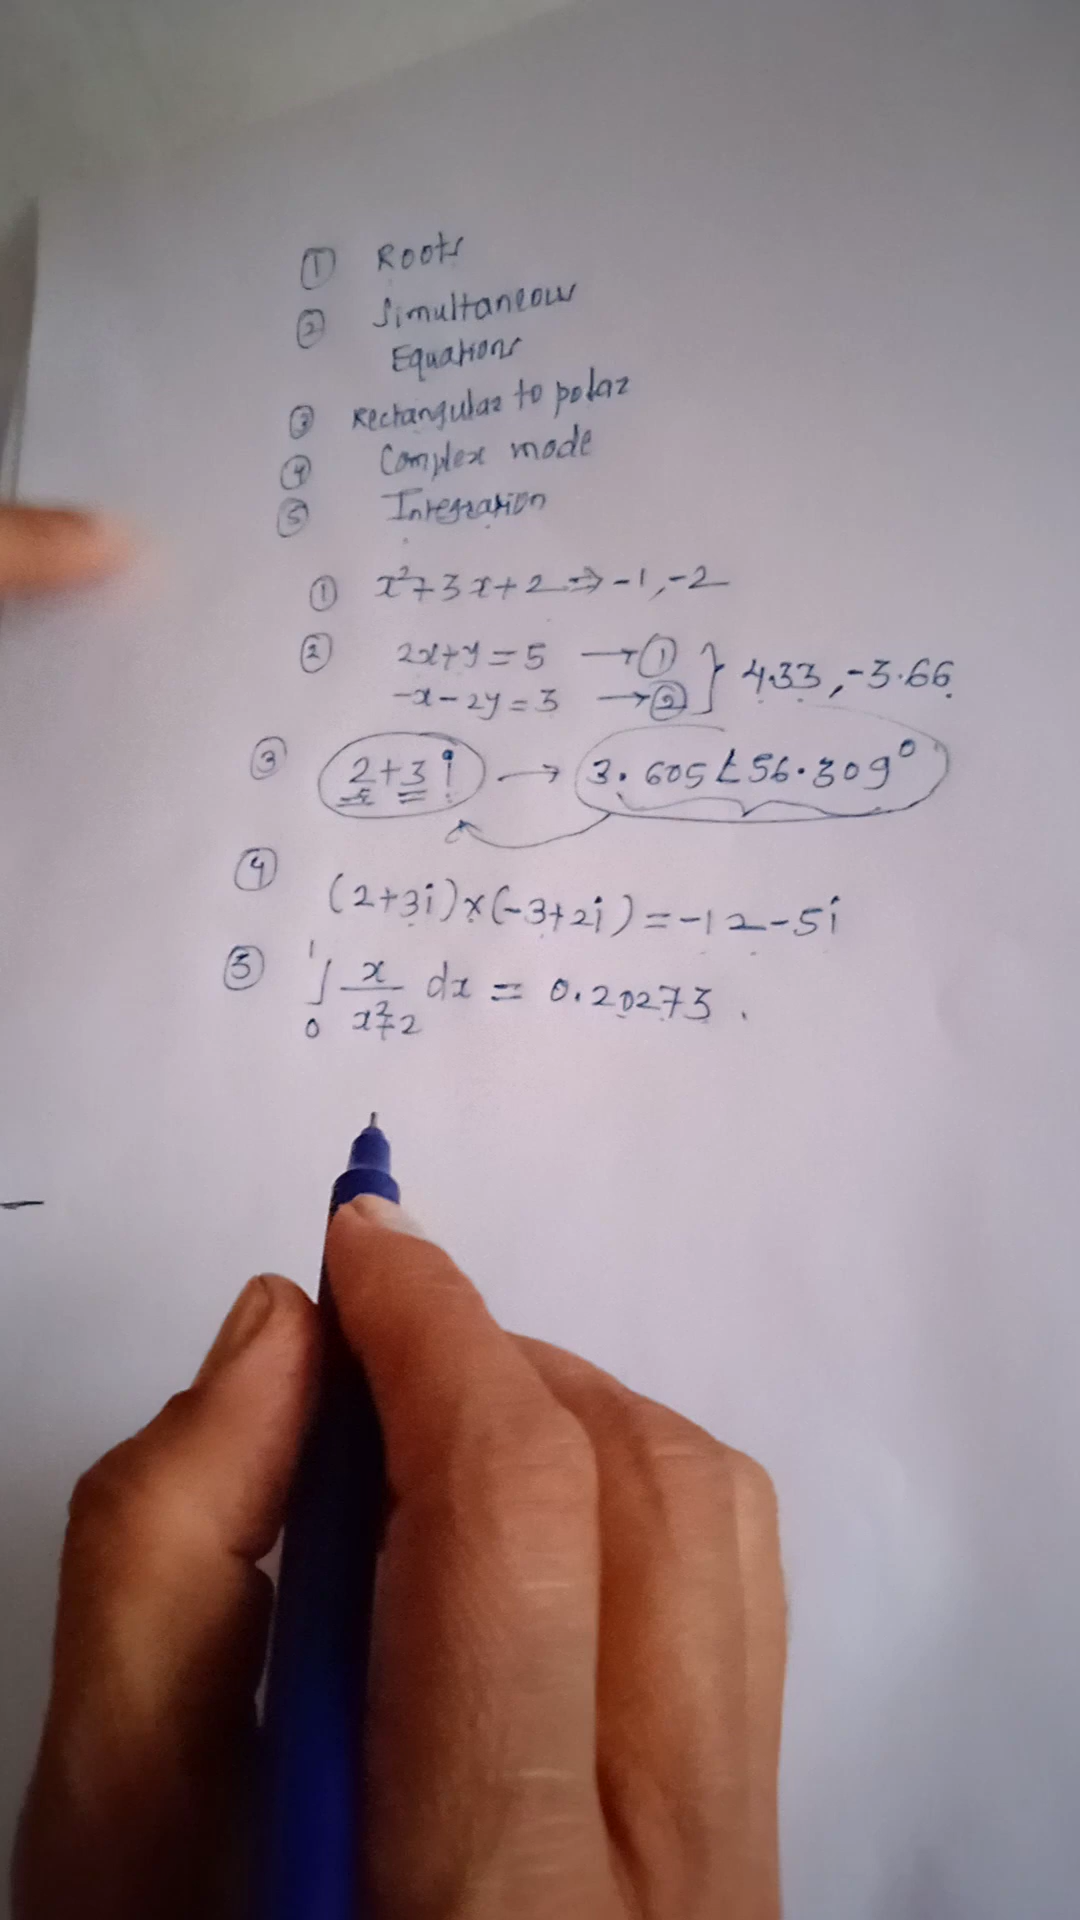 ① Roots
② Simultaneous
Equations
③ Rectangular to polar
④ Complex mode
⑤ Integration
① x²+3x+2 ⇒ -1,-2
② 2x+y=5 → ①
-x-2y=3 → ② } 4.33,-3.66
③ 2+3i → 3.605∠56.309°
④ (2+3i)×(-3+2i)=-12-5i
⑤ ∫₀¹ x/(x²+2) dx = 0.20273.